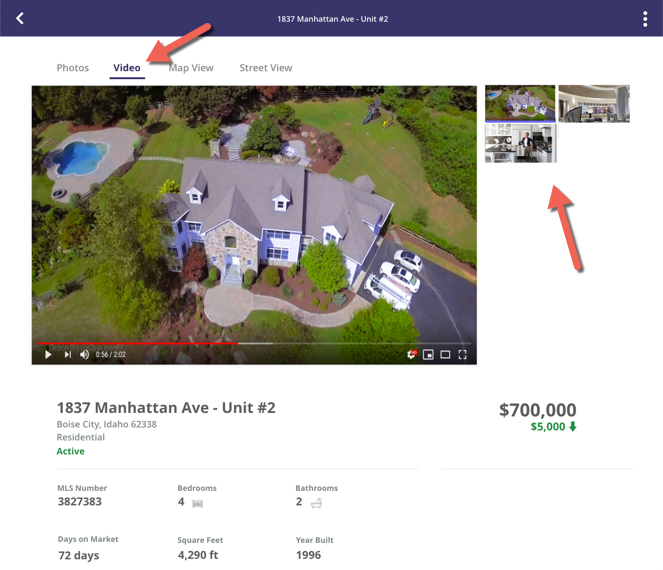 1837 Manhattan Ave - Unit #2
Photos Video Map View Street View
0:56 / 2:02
1837 Manhattan Ave - Unit #2
$700,000
Boise City, Idaho 62338
$5,000
Residential
Active
MLS Number Bedrooms Bathrooms
3827383 4 2
Days on Market Square Feet Year Built
72 days 4,290 ft 1996